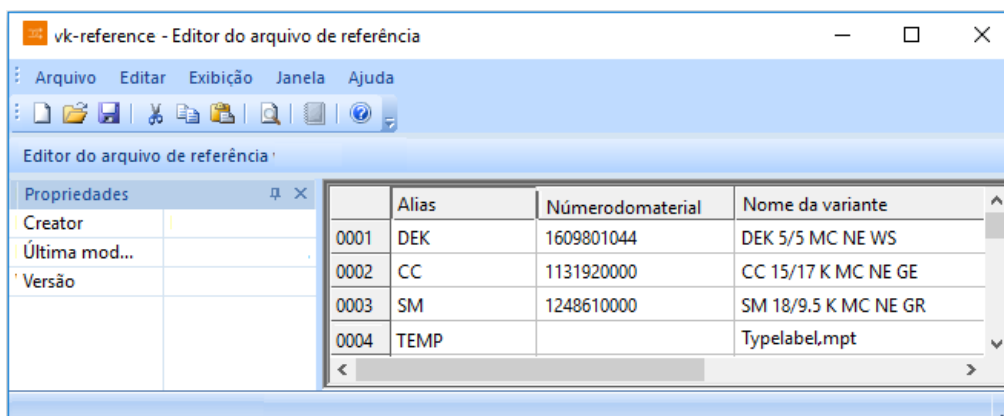 vk-reference - Editor do arquivo de referência
Arquivo Editar Exibição Janela Ajuda
Editor do arquivo de referência
Propriedades
Creator
Última mod...
Versão
Alias Númerodomaterial Nome da variante
0001 DEK 1609801044 DEK 5/5 MC NE WS
0002 CC 1131920000 CC 15/17 K MC NE GE
0003 SM 1248610000 SM 18/9.5 K MC NE GR
0004 TEMP Typelabel,mpt